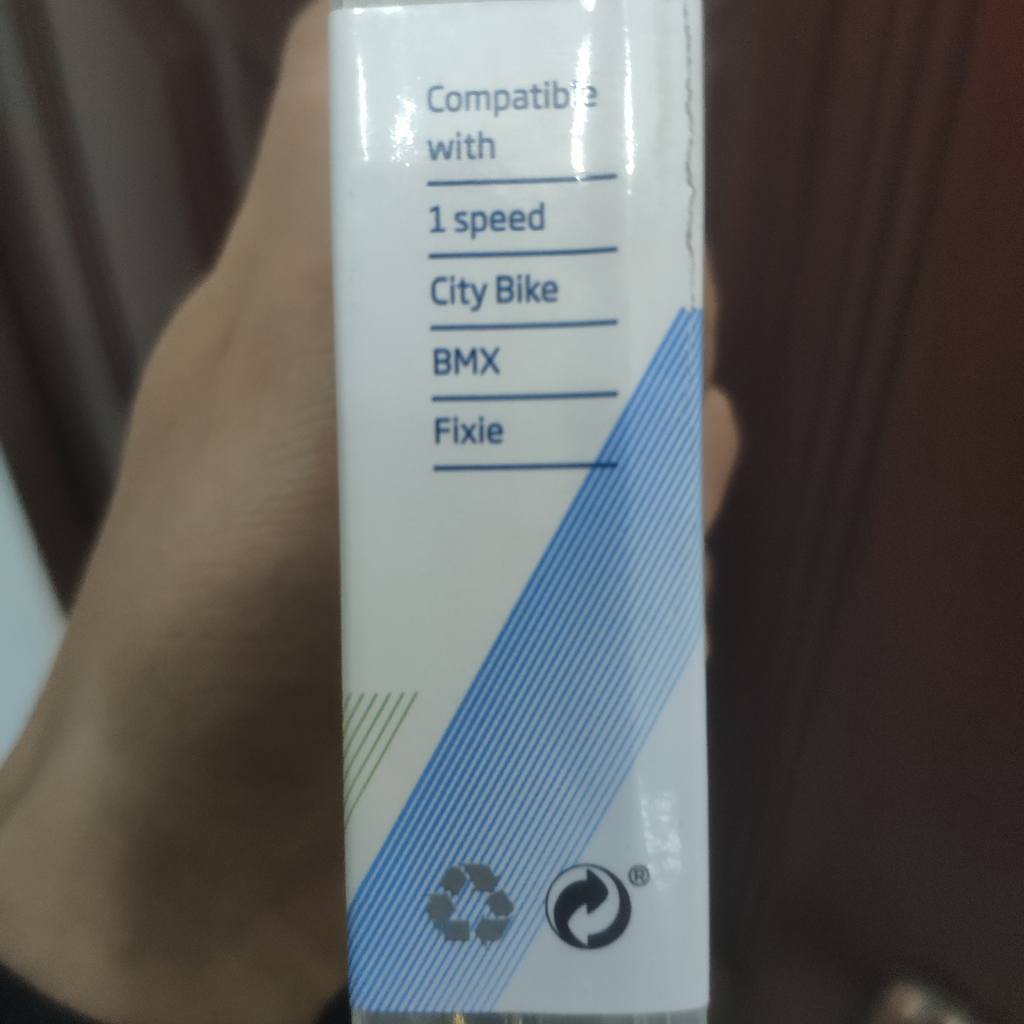 Compatible
with
1 speed
City Bike
BMX
Fixie
®